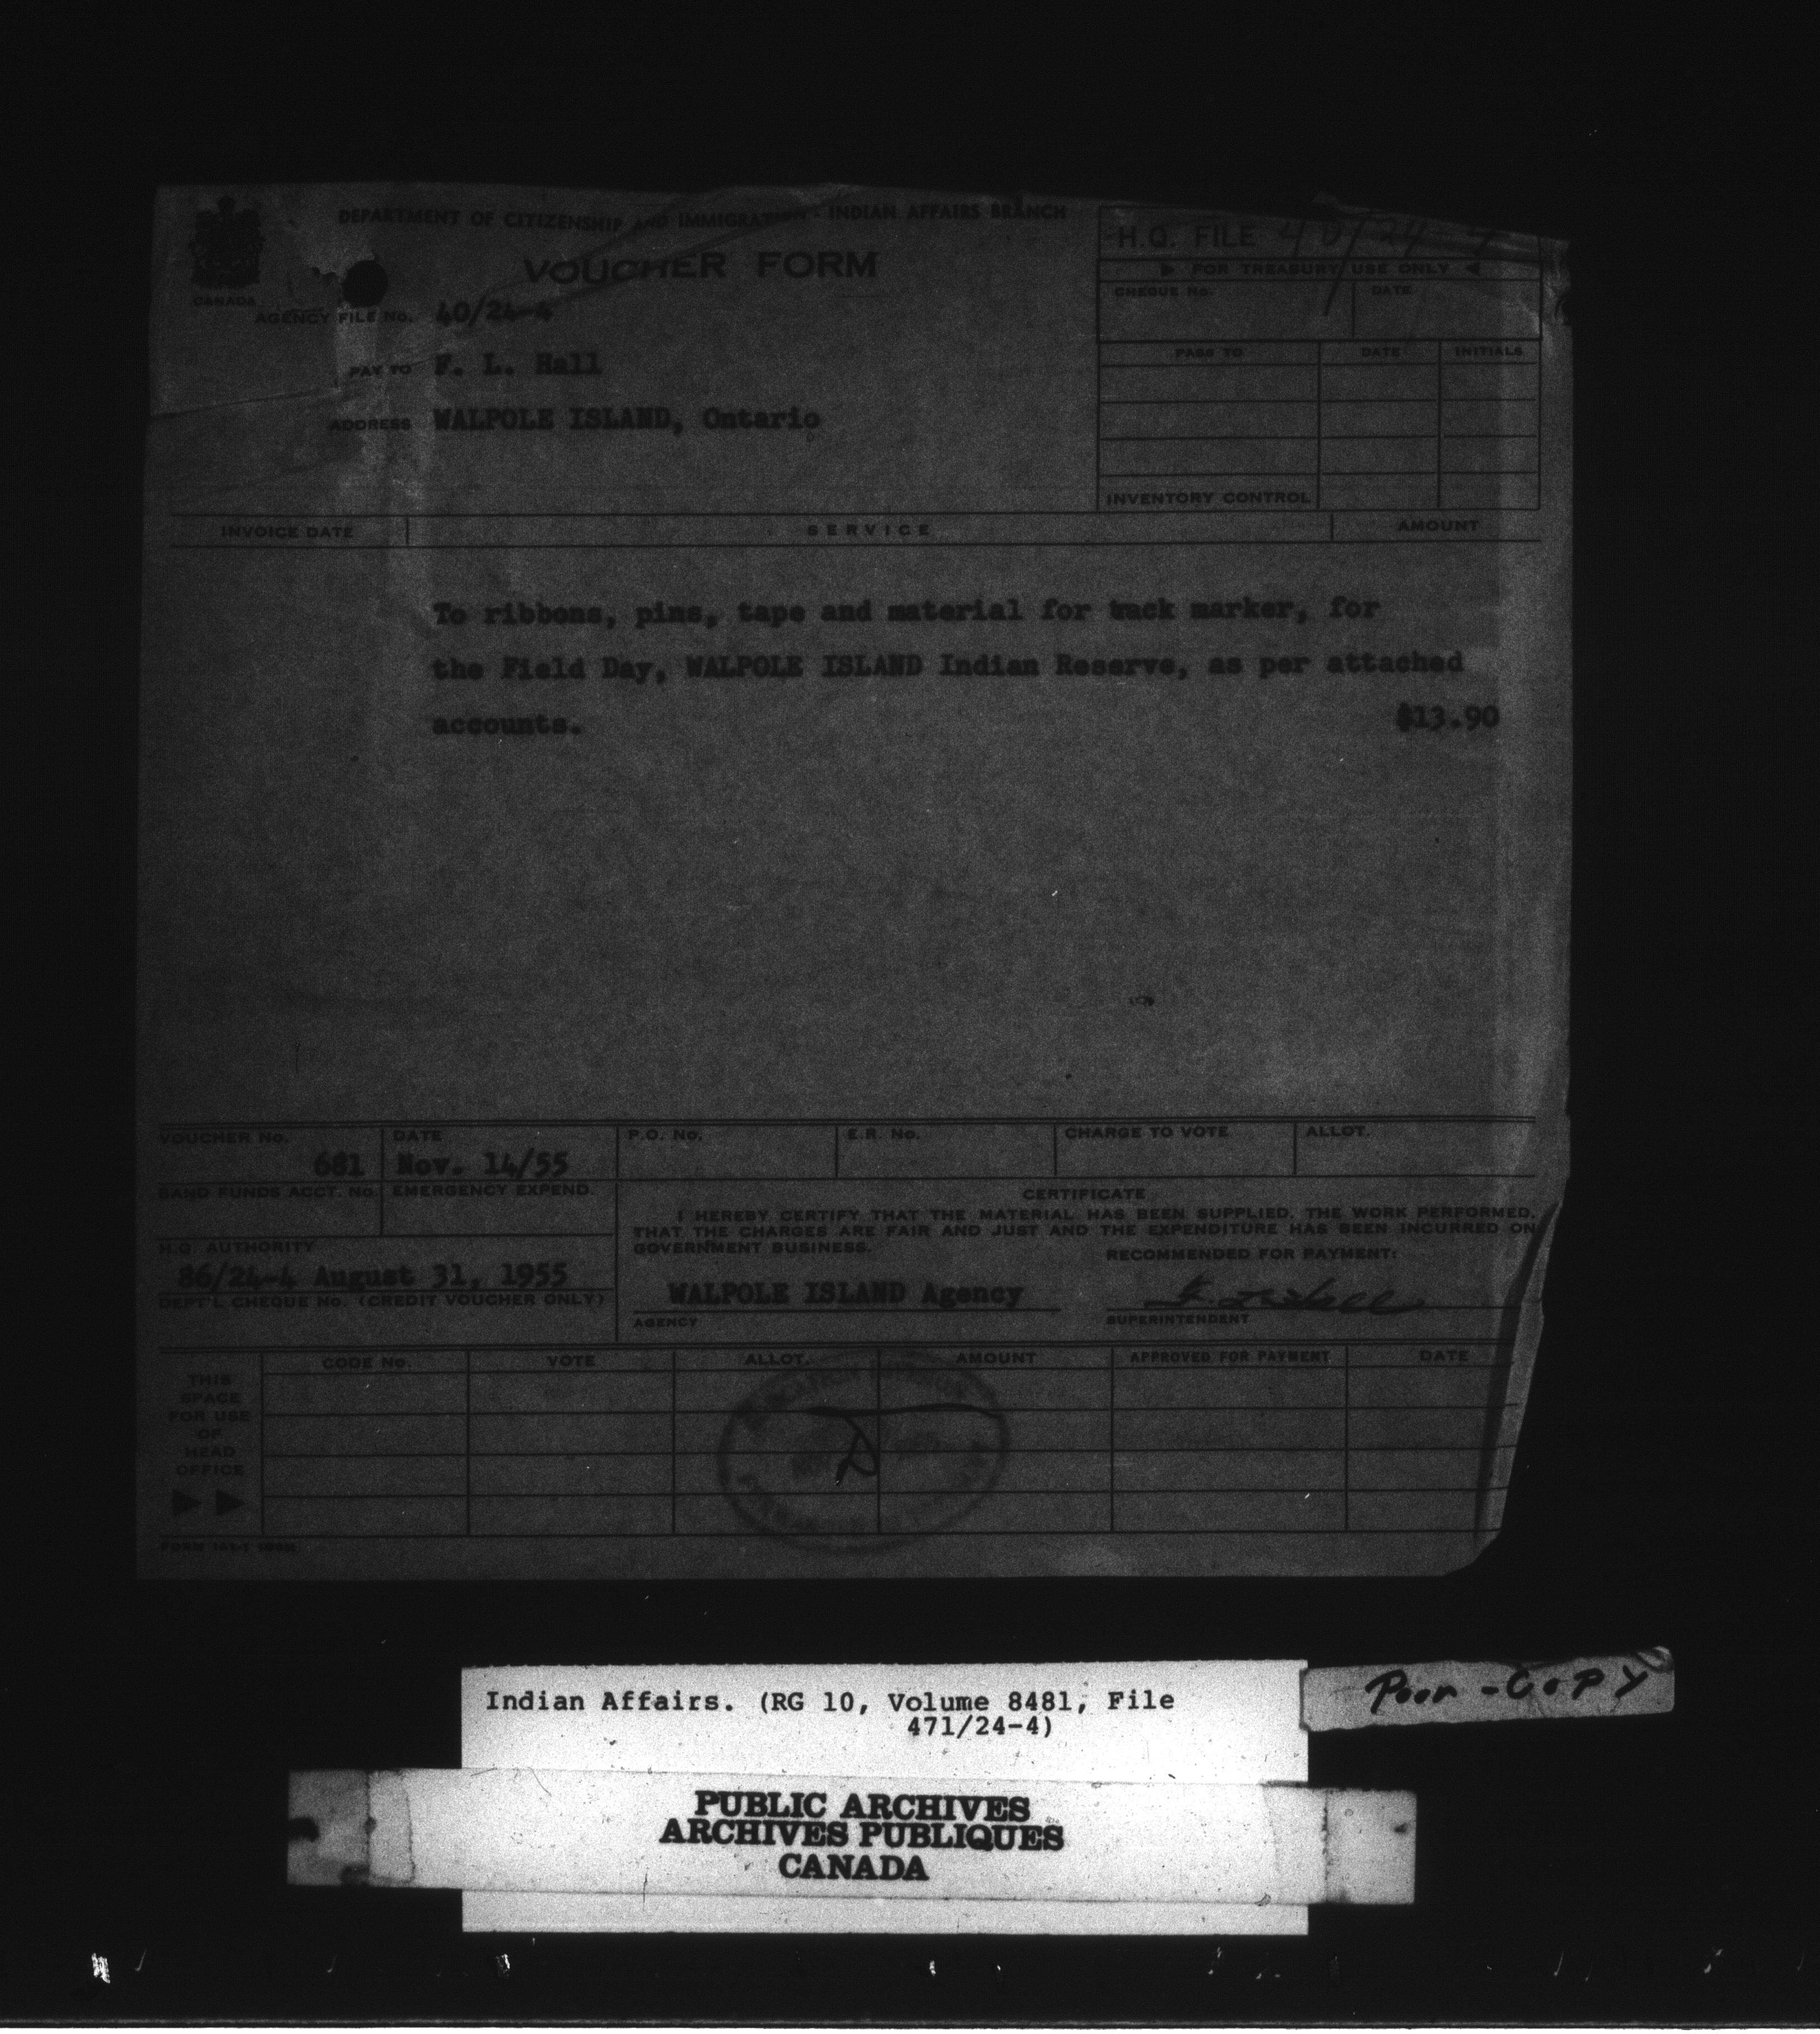 DEPARTMENT OF CITIZENSHIP AND IMMIGRATION - INDIAN AFFAIRS BRANCH
VOUCHER FORM
CANADA
AGENCY FILE No. 40/24-4
PAY TO F. L. Hall
ADDRESS WALPOLE ISLAND, Ontario
H.Q. FILE 40/24-4
FOR TREASURY USE ONLY
CHEQUE No. DATE
PASS TO DATE INITIALS
INVENTORY CONTROL
INVOICE DATE SERVICE AMOUNT
To ribbons, pins, tape and material for track marker, for
the Field Day, WALPOLE ISLAND Indian Reserve, as per attached
accounts. $13.90
VOUCHER No. DATE P.O. No. E.R. No. CHARGE TO VOTE ALLOT.
681 Nov. 14/55
BAND FUNDS ACCT. No. EMERGENCY EXPEND.
CERTIFICATE
I HEREBY CERTIFY THAT THE MATERIAL HAS BEEN SUPPLIED, THE WORK PERFORMED,
THAT THE CHARGES ARE FAIR AND JUST AND THE EXPENDITURE HAS BEEN INCURRED ON
GOVERNMENT BUSINESS.
RECOMMENDED FOR PAYMENT:
H.Q. AUTHORITY
86/24-4 August 31, 1955
DEPT'L CHEQUE No. (CREDIT VOUCHER ONLY)
WALPOLE ISLAND Agency
F. L. Hall
AGENCY
SUPERINTENDENT
CODE No. VOTE ALLOT. AMOUNT APPROVED FOR PAYMENT DATE
THIS
SPACE
FOR USE
OF
HEAD
OFFICE
Indian Affairs. (RG 10, Volume 8481, File
471/24-4)
Poor-Copy
PUBLIC ARCHIVES
ARCHIVES PUBLIQUES
CANADA